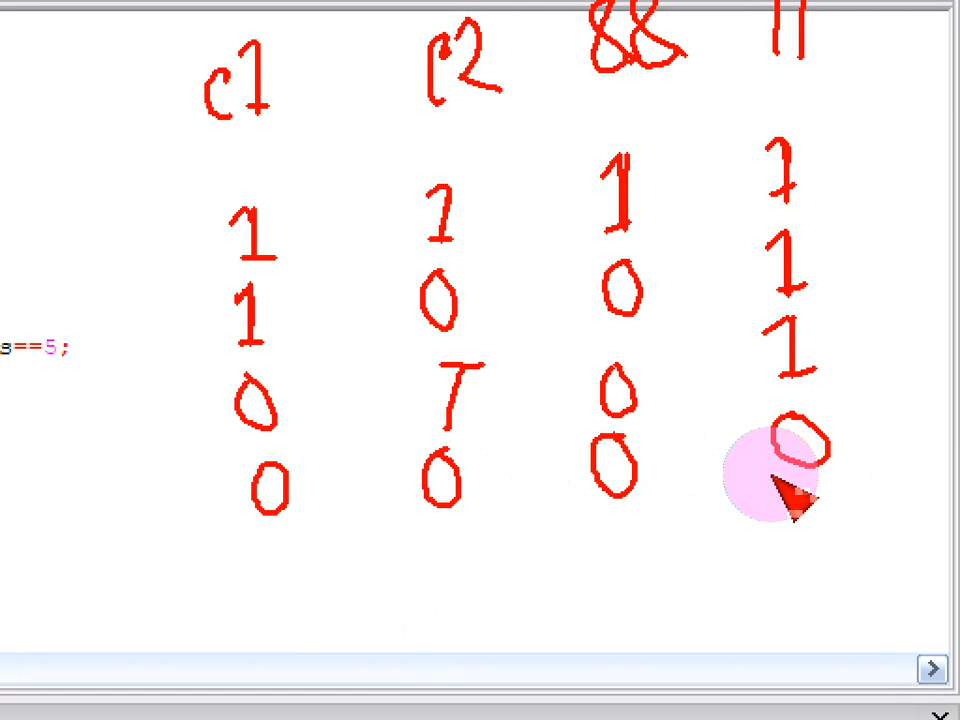 c1 c2 && ||
1 1 1 1
1 0 0 1
s==5;
0 1 0 1
0 0 0 0